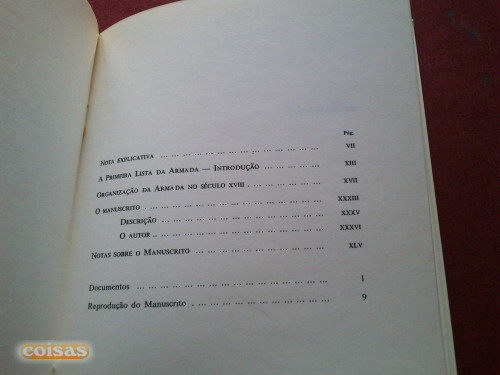 Pág.
NOTA EXPLICATIVA ... ... ... ... ... ... ... ... ... ... ... ... VII
A PRIMEIRA LISTA DA ARMADA — INTRODUÇÃO ... ... ... ... ... XIII
ORGANIZAÇÃO DA ARMADA NO SÉCULO XVIII . ... ... ... ... ... XVII
O MANUSCRITO . ... ... ... ... ... ... ... ... ... ... ... ... XXXIII
DESCRIÇÃO ... ... ... ... ... ... ... ... ... ... ... XXXV
O AUTOR .. ... ... ... ... ... ... ... ... ... ... ... XXXVI
NOTAS SOBRE O MANUSCRITO ... ... ... ... ... ... ... ... ... XLV
Documentos ... ... ... ... ... ... ... ... ... ... ... ... ... 1
Reprodução do Manuscrito . ... ... ... ... ... ... ... ... ... 9
coisas